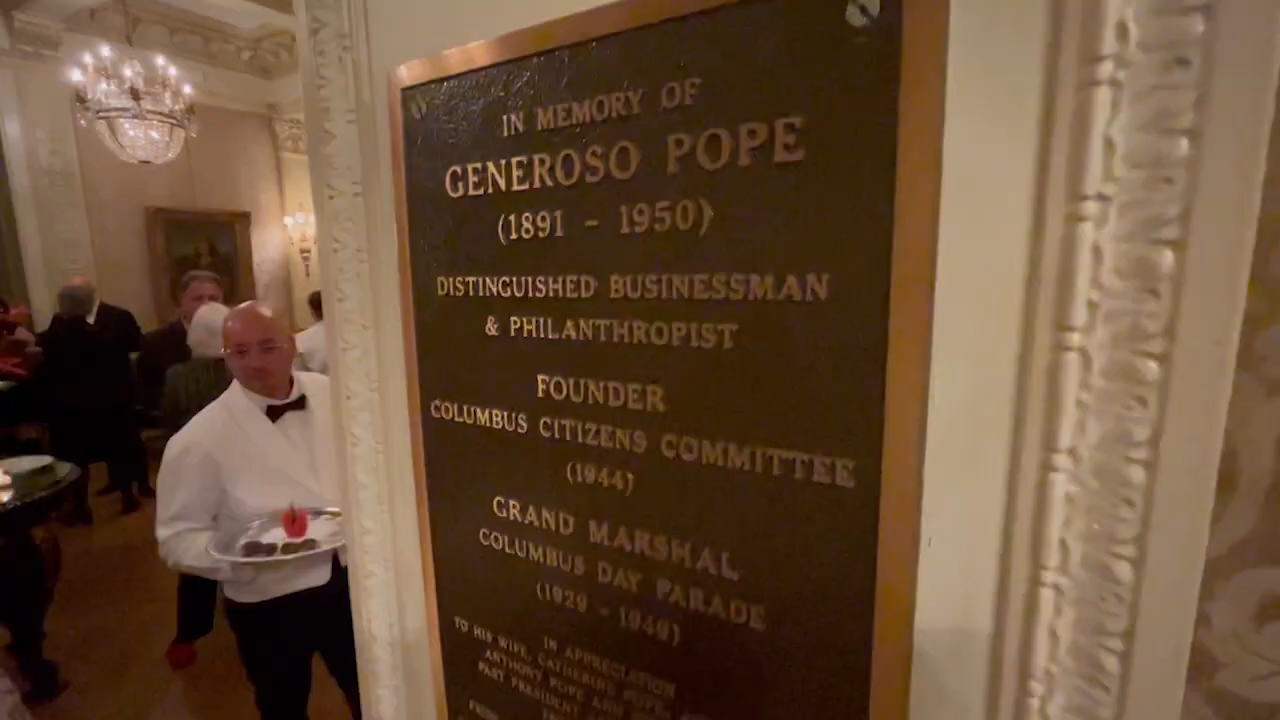 IN MEMORY OF
GENEROSO POPE
(1891 - 1950)
DISTINGUISHED BUSINESSMAN
& PHILANTHROPIST
FOUNDER
COLUMBUS CITIZENS COMMITTEE
(1944)
GRAND MARSHAL
COLUMBUS DAY PARADE
(1929 - 1949)
IN APPRECIATION
TO HIS WIFE, CATHERINE POPE,
ANTHONY POPE AND
PAST PRESIDENT